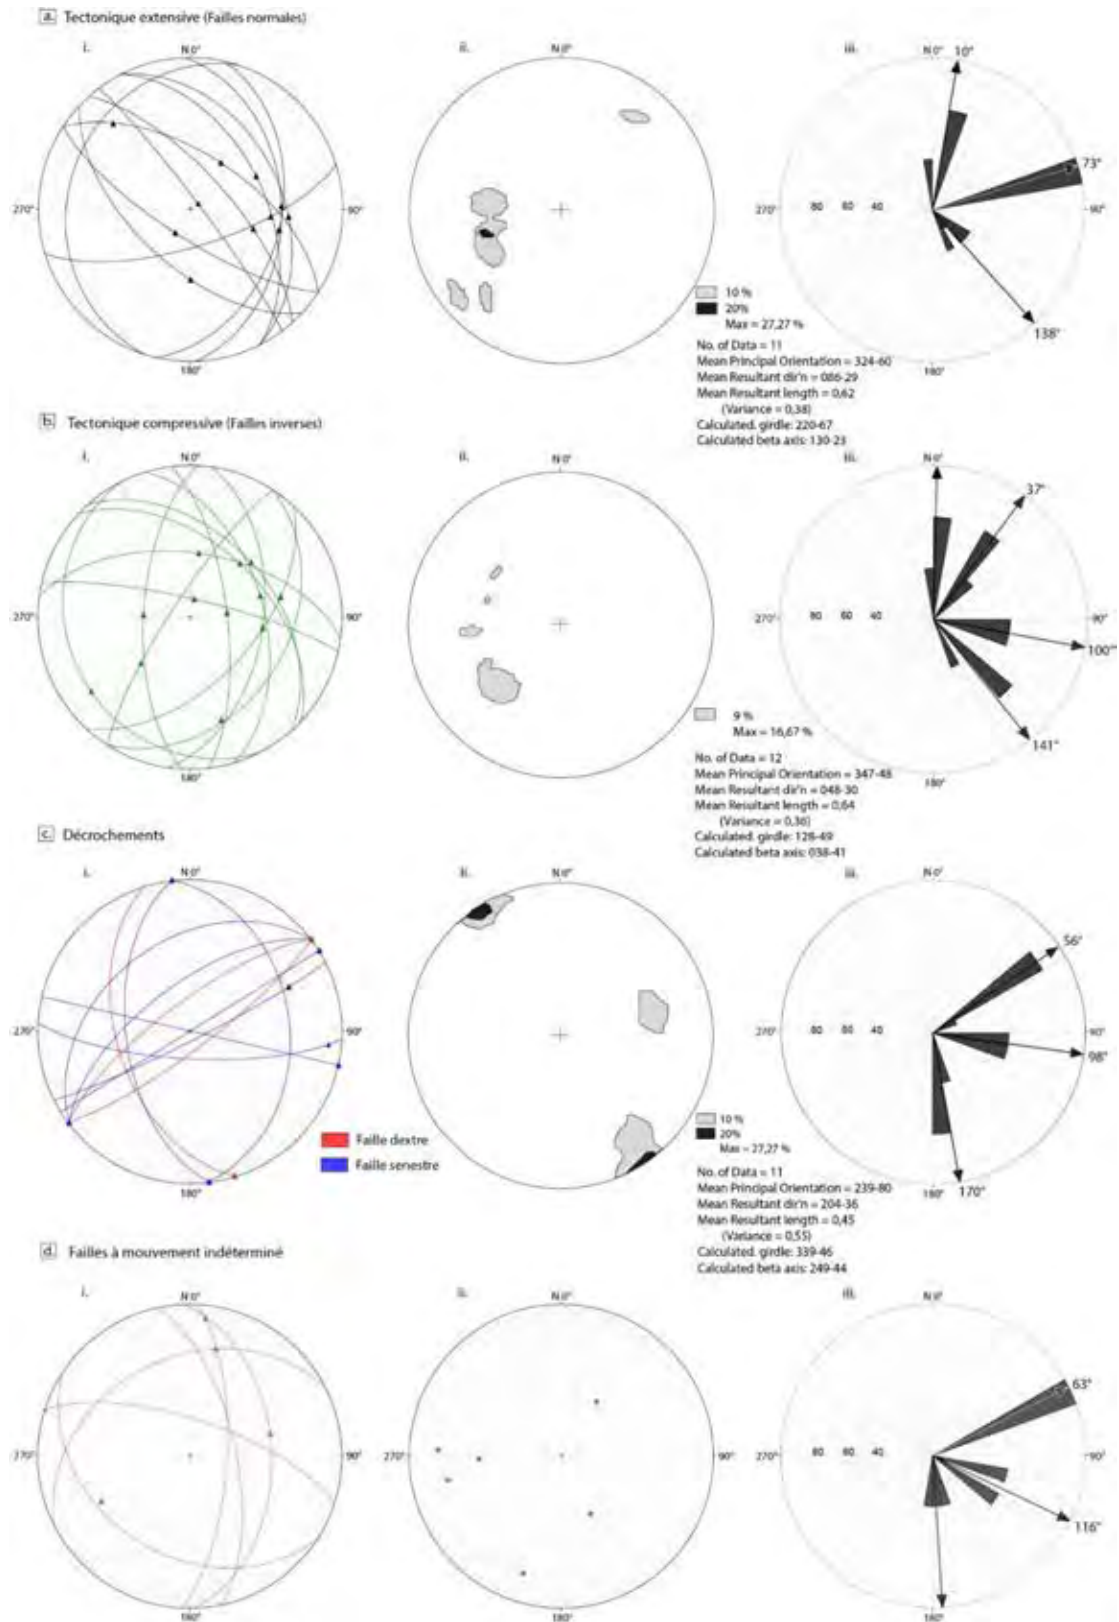 a. Tectonique extensive (Failles normales)
i. ii. iii.
N 0° N 0° N 0° 10°
73°
270° 90° 270° 80 60 40 90°
10 %
20%
Max = 27,27 %
138°
180° 180°
No. of Data = 11
Mean Principal Orientation = 324-60
Mean Resultant dir'n = 086-29
Mean Resultant length = 0,62
(Variance = 0,38)
Calculated. girdle: 220-67
Calculated beta axis: 130-23
b. Tectonique compressive (Failles inverses)
i. ii. iii.
N 0° N 0° N 0°
37°
270° 90° 270° 80 60 40 90°
100°
9 %
Max = 16,67 %
141°
180° 180°
No. of Data = 12
Mean Principal Orientation = 347-48
Mean Resultant dir'n = 048-30
Mean Resultant length = 0,64
(Variance = 0,36)
Calculated. girdle: 128-49
Calculated beta axis: 038-41
c. Décrochements
i. ii. iii.
N 0° N 0° N 0°
56°
270° 90° 270° 80 60 40 90°
98°
10 %
20%
Max = 27,27 %
Faille dextre
Faille senestre
180° 180° 170°
No. of Data = 11
Mean Principal Orientation = 239-80
Mean Resultant dir'n = 204-36
Mean Resultant length = 0,45
(Variance = 0,55)
Calculated. girdle: 339-46
Calculated beta axis: 249-44
d. Failles à mouvement indéterminé
i. ii. iii.
N 0° N 0° N 0°
63°
270° 90° 270° 90° 270° 80 60 40 90°
116°
180° 180° 180°